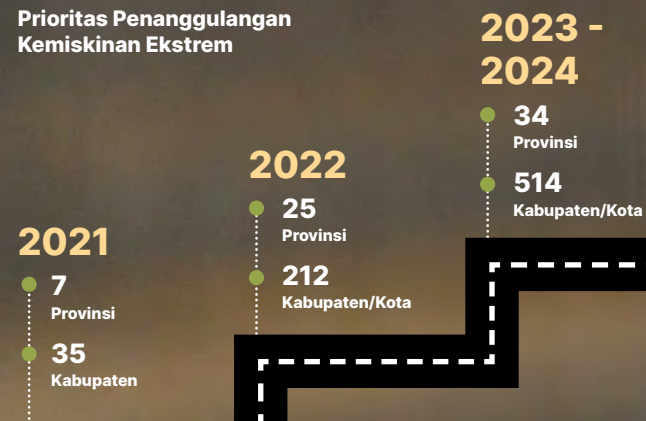 Prioritas Penanggulangan
Kemiskinan Ekstrem
2021
7
Provinsi
35
Kabupaten
2022
25
Provinsi
212
Kabupaten/Kota
2023 -
2024
34
Provinsi
514
Kabupaten/Kota